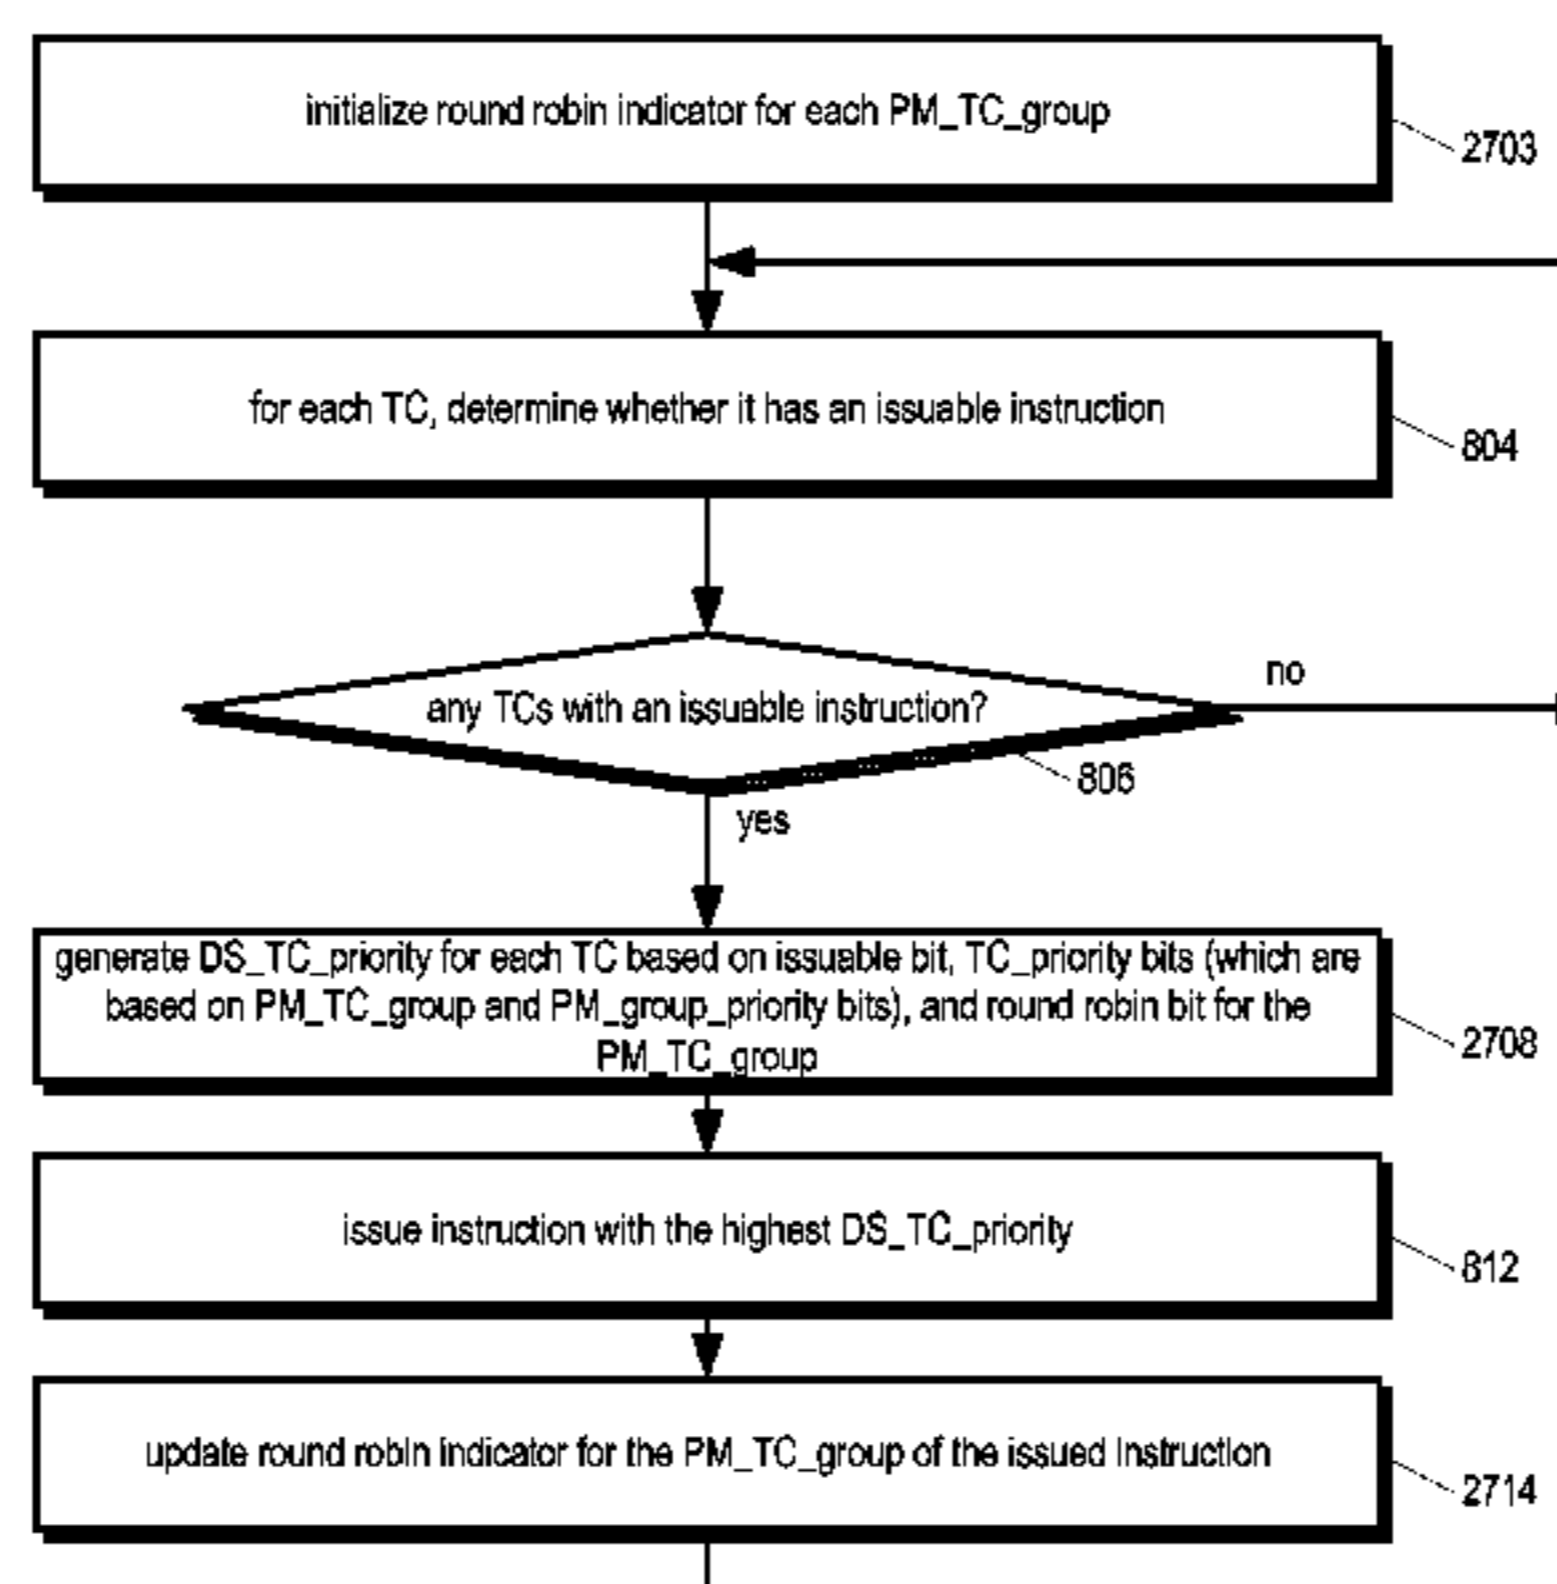 initialize round robin indicator for each PM_TC_group
2703
for each TC, determine whether it has an issuable instruction
804
no
any TCs with an issuable instruction?
806
yes
generate DS_TC_priority for each TC based on issuable bit, TC_priority bits (which are
based on PM_TC_group and PM_group_priority bits), and round robin bit for the
PM_TC_group
2708
issue instruction with the highest DS_TC_priority
812
update round robin indicator for the PM_TC_group of the issued instruction
2714